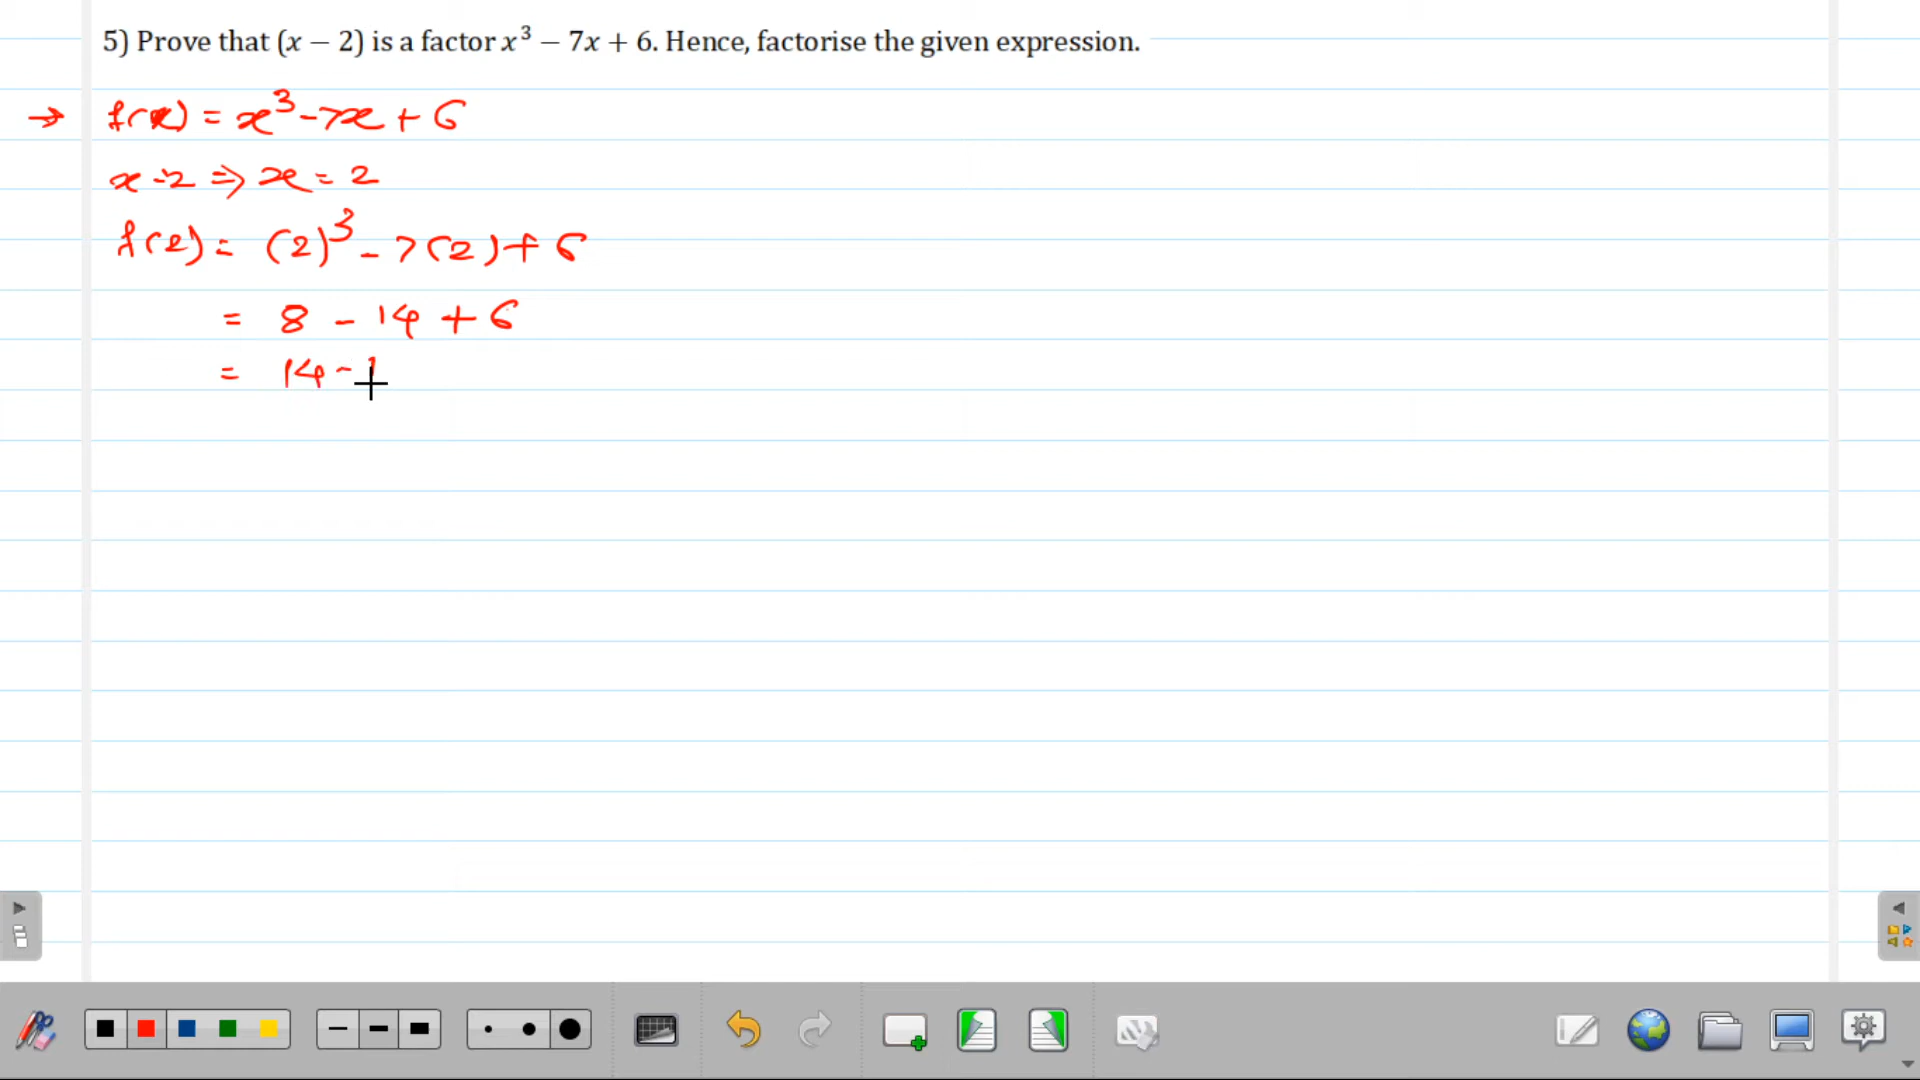 5) Prove that (x − 2) is a factor x³ − 7x + 6. Hence, factorise the given expression.
→ f(x) = x³ - 7x + 6
x - 2 ⇒ x = 2
f(2) = (2)³ - 7(2) + 6
= 8 - 14 + 6
= 14 - 1